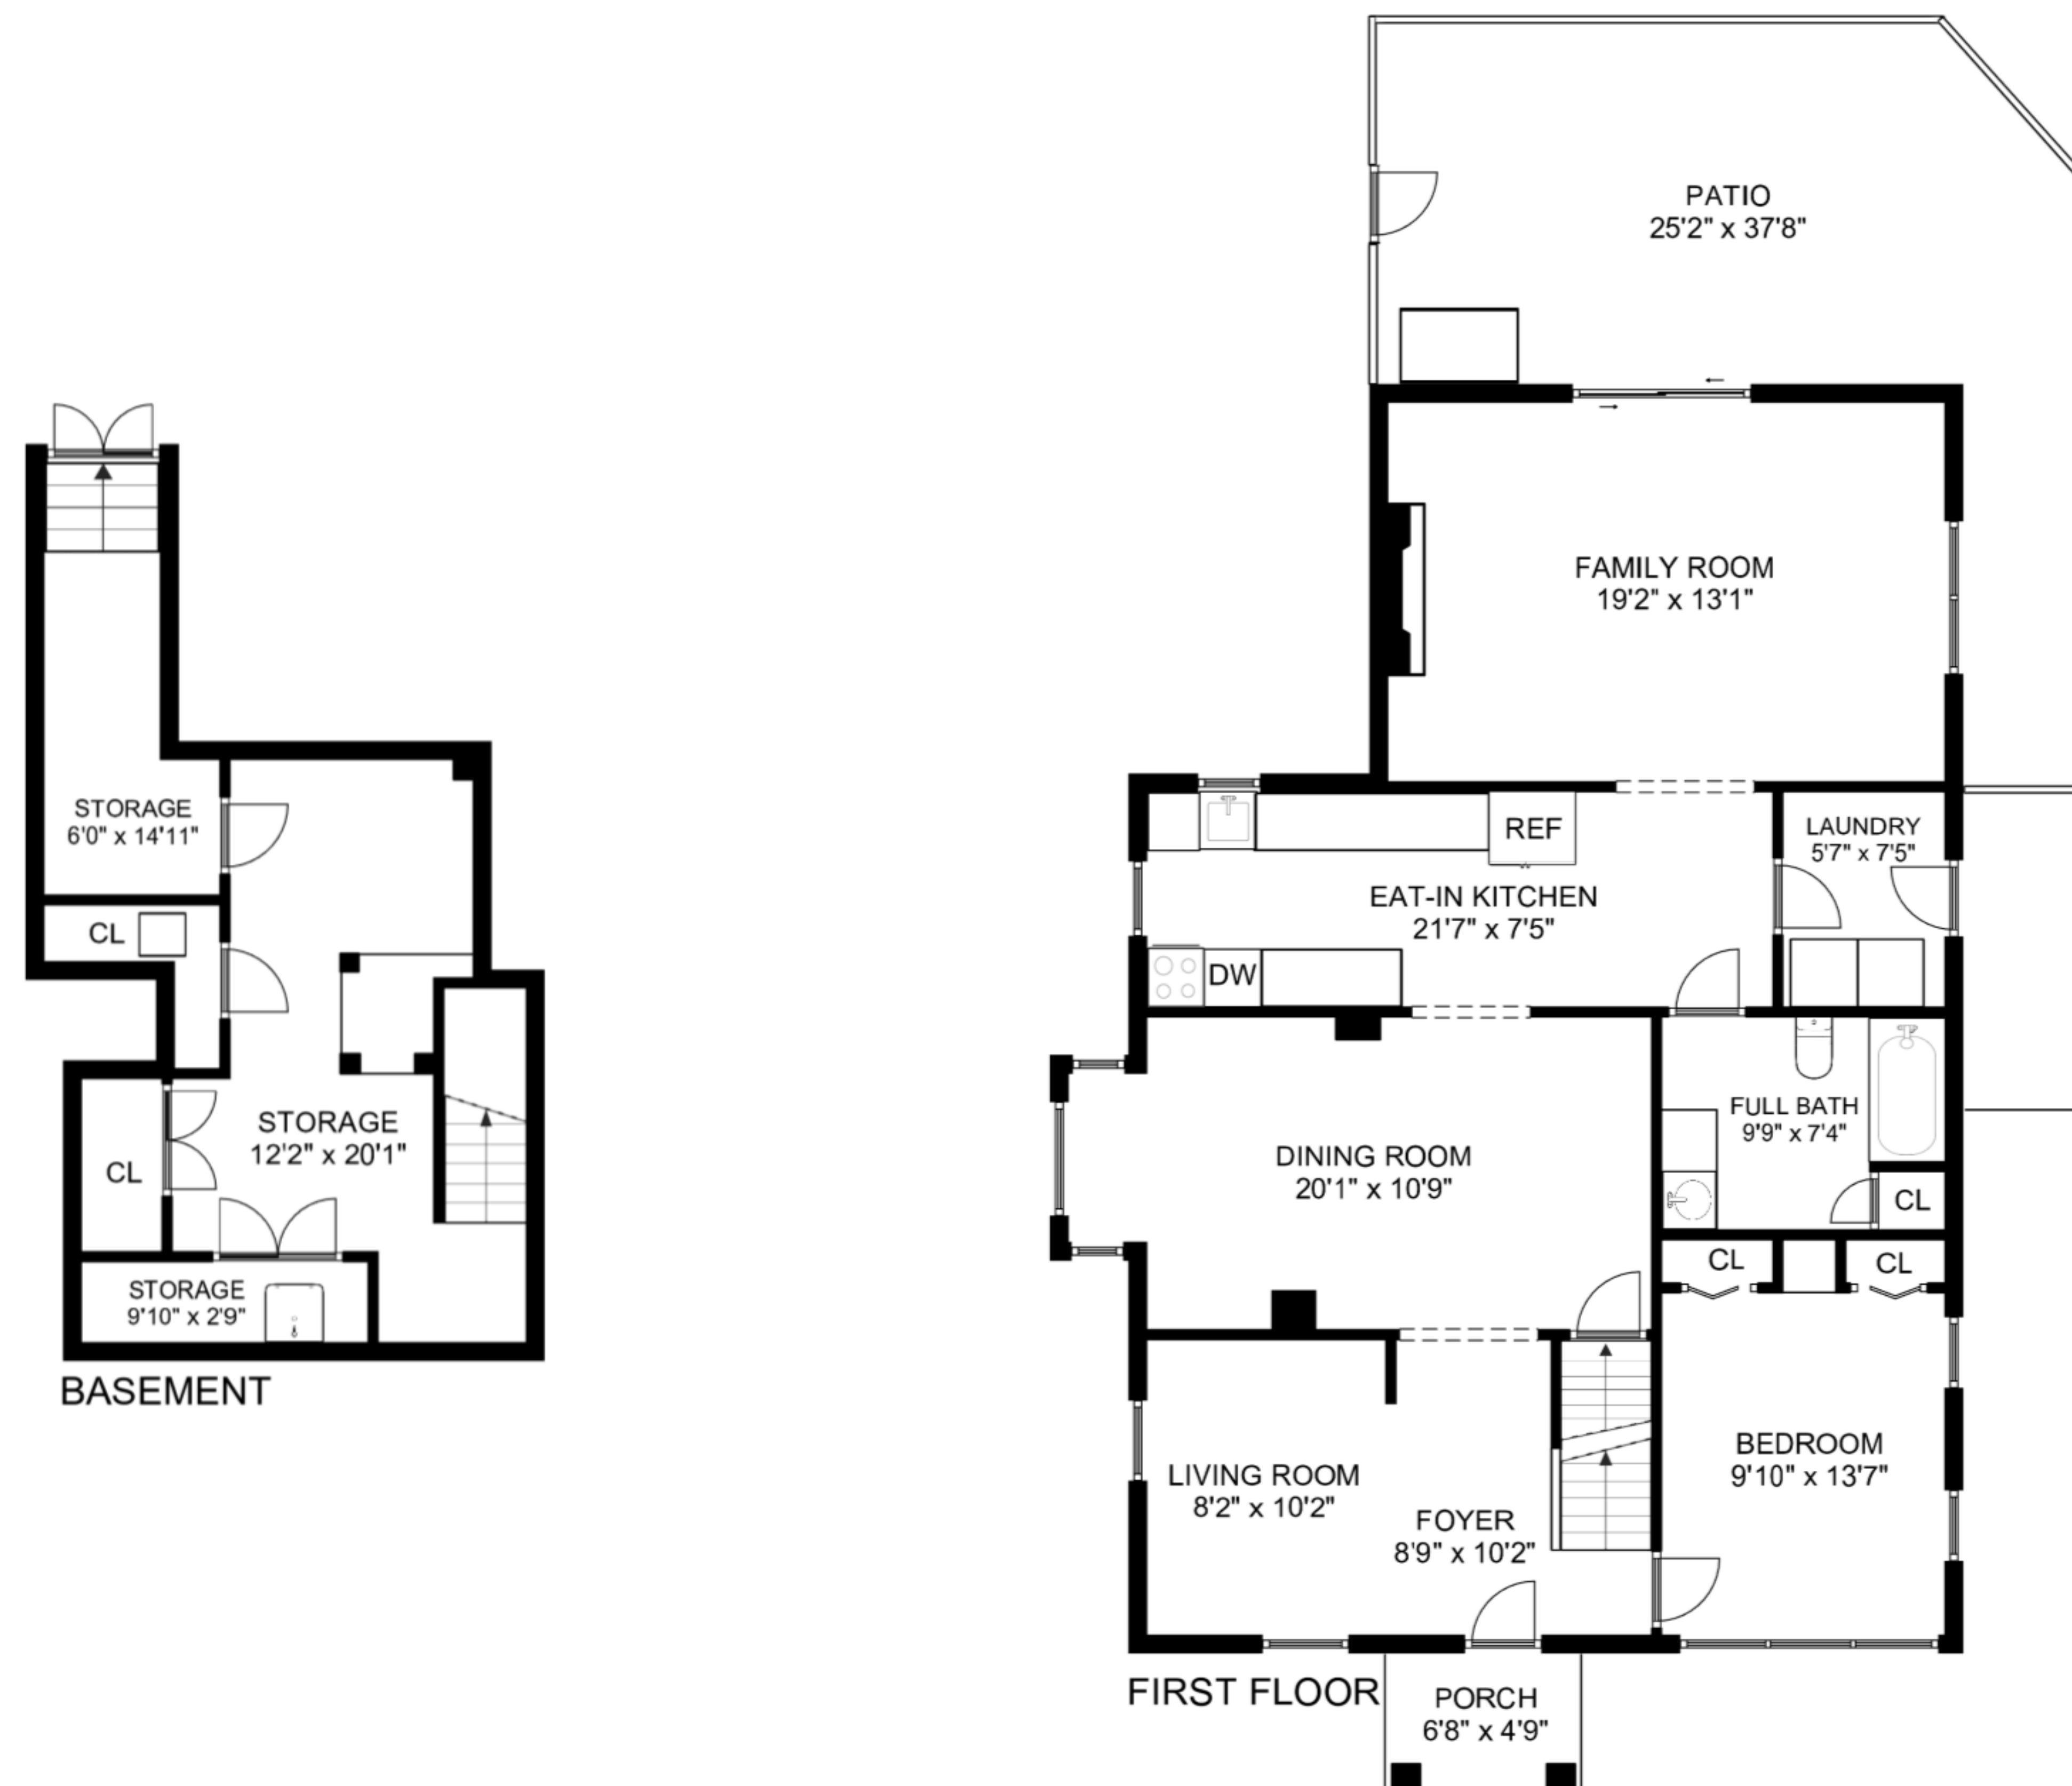 STORAGE
6'0" x 14'11"
CL
STORAGE
12'2" x 20'1"
CL
STORAGE
9'10" x 2'9"
BASEMENT
PATIO
25'2" x 37'8"
FAMILY ROOM
19'2" x 13'1"
REF
LAUNDRY
5'7" x 7'5"
EAT-IN KITCHEN
21'7" x 7'5"
DW
FULL BATH
9'9" x 7'4"
DINING ROOM
20'1" x 10'9"
CL
CL
CL
BEDROOM
9'10" x 13'7"
LIVING ROOM
8'2" x 10'2"
FOYER
8'9" x 10'2"
FIRST FLOOR
PORCH
6'8" x 4'9"